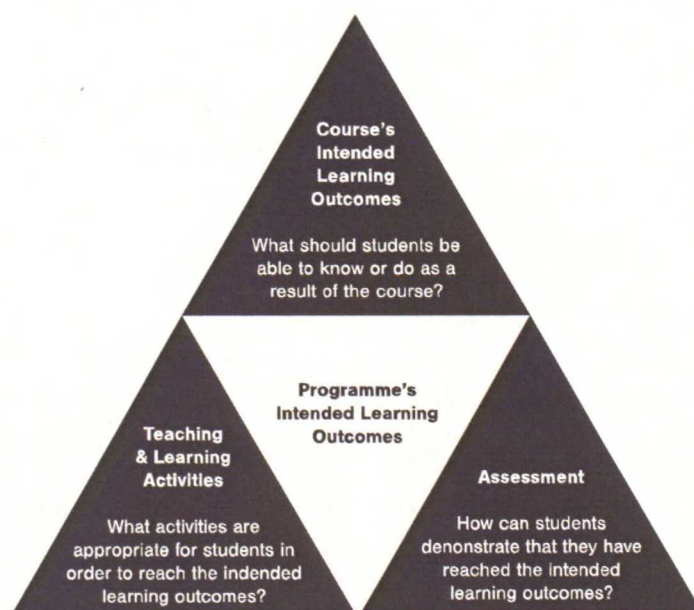 Course's
Intended
Learning
Outcomes
What should students be
able to know or do as a
result of the course?
Programme's
Intended Learning
Outcomes
Teaching
& Learning
Activities
What activities are
appropriate for students in
order to reach the indended
learning outcomes?
Assessment
How can students
denonstrate that they have
reached the intended
learning outcomes?